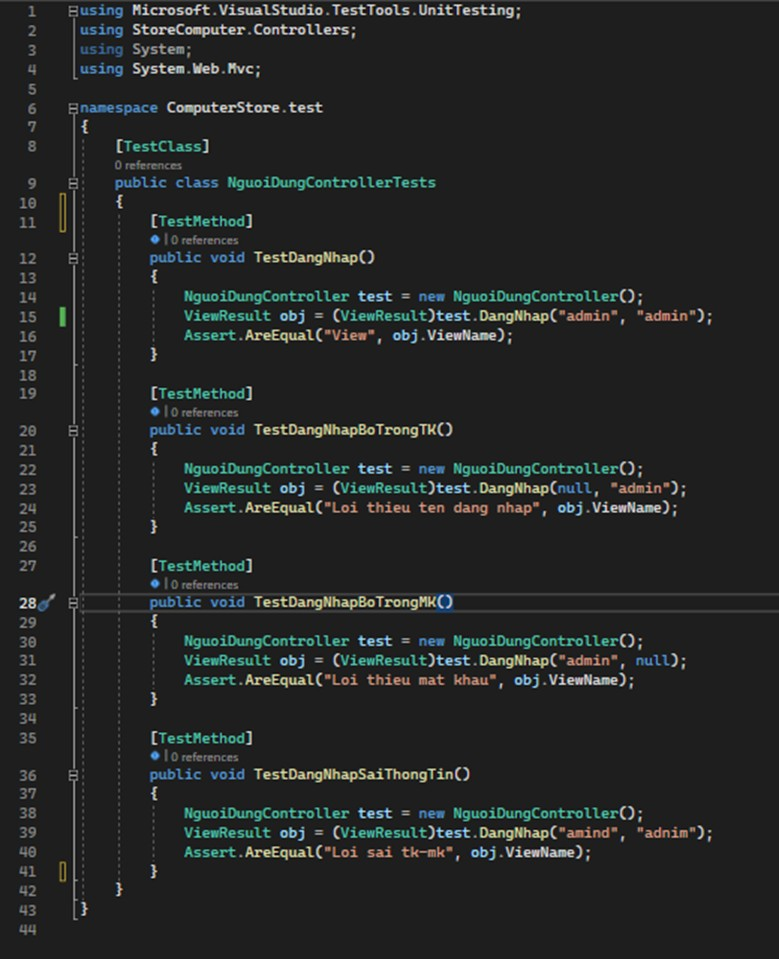 1 using Microsoft.VisualStudio.TestTools.UnitTesting;
2 using StoreComputer.Controllers;
3 using System;
4 using System.Web.Mvc;
5
6 namespace ComputerStore.test
7 {
8 [TestClass]
0 references
9 public class NguoiDungControllerTests
10 {
11 [TestMethod]
0 references
12 public void TestDangNhap()
13 {
14 NguoiDungController test = new NguoiDungController();
15 ViewResult obj = (ViewResult)test.DangNhap("admin", "admin");
16 Assert.AreEqual("View", obj.ViewName);
17 }
18
19 [TestMethod]
0 references
20 public void TestDangNhapBoTrongTK()
21 {
22 NguoiDungController test = new NguoiDungController();
23 ViewResult obj = (ViewResult)test.DangNhap(null, "admin");
24 Assert.AreEqual("Loi thieu ten dang nhap", obj.ViewName);
25 }
26
27 [TestMethod]
0 references
28 public void TestDangNhapBoTrongMK()
29 {
30 NguoiDungController test = new NguoiDungController();
31 ViewResult obj = (ViewResult)test.DangNhap("admin", null);
32 Assert.AreEqual("Loi thieu mat khau", obj.ViewName);
33 }
34
35 [TestMethod]
0 references
36 public void TestDangNhapSaiThongTin()
37 {
38 NguoiDungController test = new NguoiDungController();
39 ViewResult obj = (ViewResult)test.DangNhap("amind", "adnim");
40 Assert.AreEqual("Loi sai tk-mk", obj.ViewName);
41 }
42 }
43 }
44